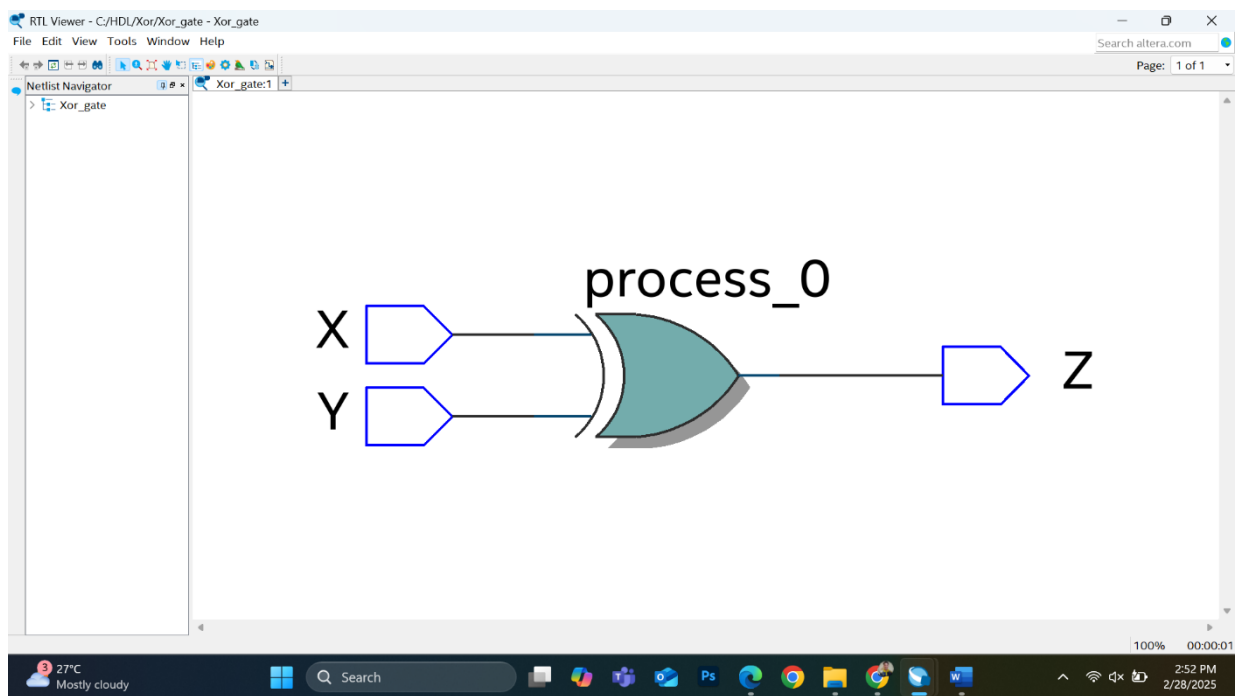 RTL Viewer - C:/HDL/Xor/Xor_gate - Xor_gate
File Edit View Tools Window Help
Search altera.com
Page: 1 of 1
Netlist Navigator
Xor_gate:1
Xor_gate
process_0
X
Y
Z
100% 00:00:01
3
27°C
Mostly cloudy
Search
Ps
W
2:52 PM
2/28/2025